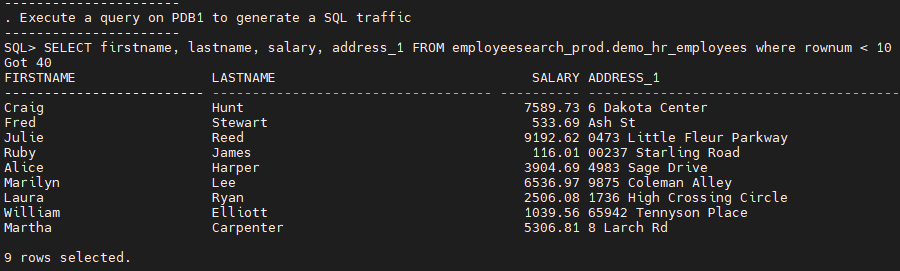 ----------------------
. Execute a query on PDB1 to generate a SQL traffic
----------------------
SQL> SELECT firstname, lastname, salary, address_1 FROM employeesearch_prod.demo_hr_employees where rownum < 10
Got 40
FIRSTNAME                 LASTNAME                                  SALARY ADDRESS_1
------------------------- ------------------------------------- ---------- ---------------------------------------
Craig                     Hunt                                     7589.73 6 Dakota Center
Fred                      Stewart                                   533.69 Ash St
Julie                     Reed                                     9192.62 0473 Little Fleur Parkway
Ruby                      James                                     116.01 00237 Starling Road
Alice                     Harper                                   3904.69 4983 Sage Drive
Marilyn                   Lee                                      6536.97 9875 Coleman Alley
Laura                     Ryan                                     2506.08 1736 High Crossing Circle
William                   Elliott                                  1039.56 65942 Tennyson Place
Martha                    Carpenter                                5306.81 8 Larch Rd
9 rows selected.